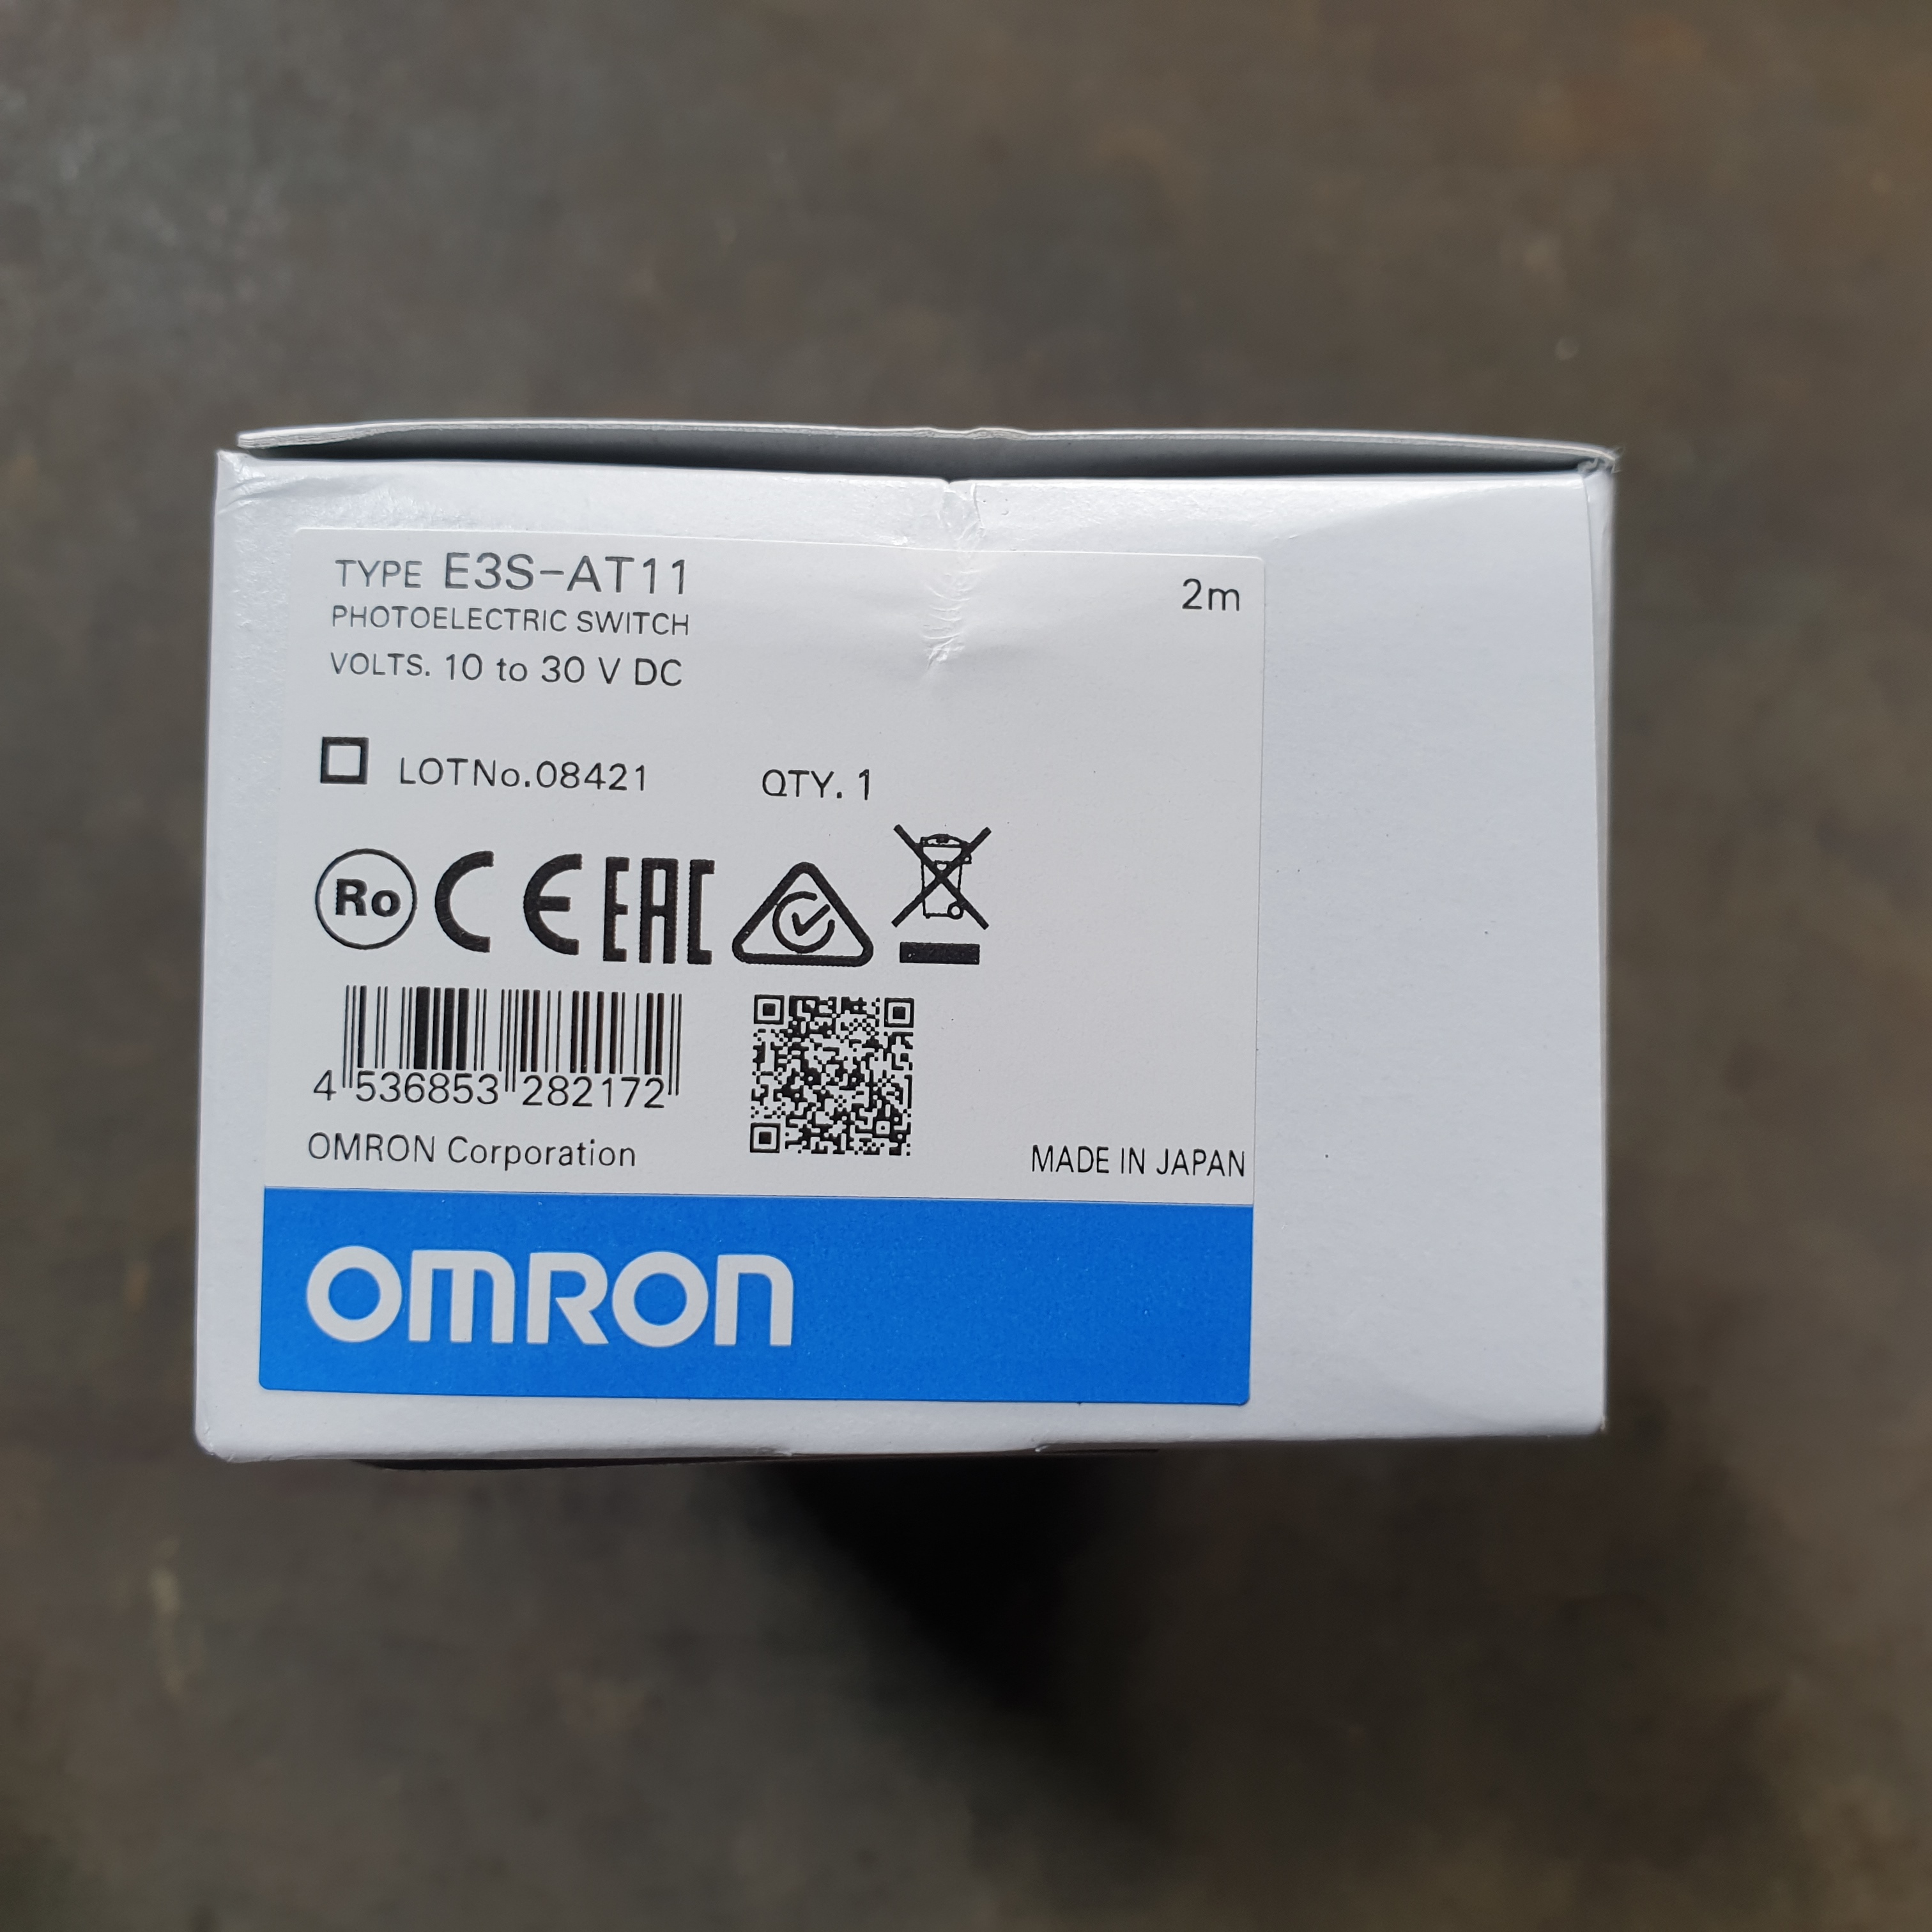 TYPE E3S-AT11
2m
PHOTOELECTRIC SWITCH
VOLTS. 10 to 30 V DC
LOTNo.08421 QTY. 1
Ro CE EAC
4 536853 282172
OMRON Corporation
MADE IN JAPAN
OMRON